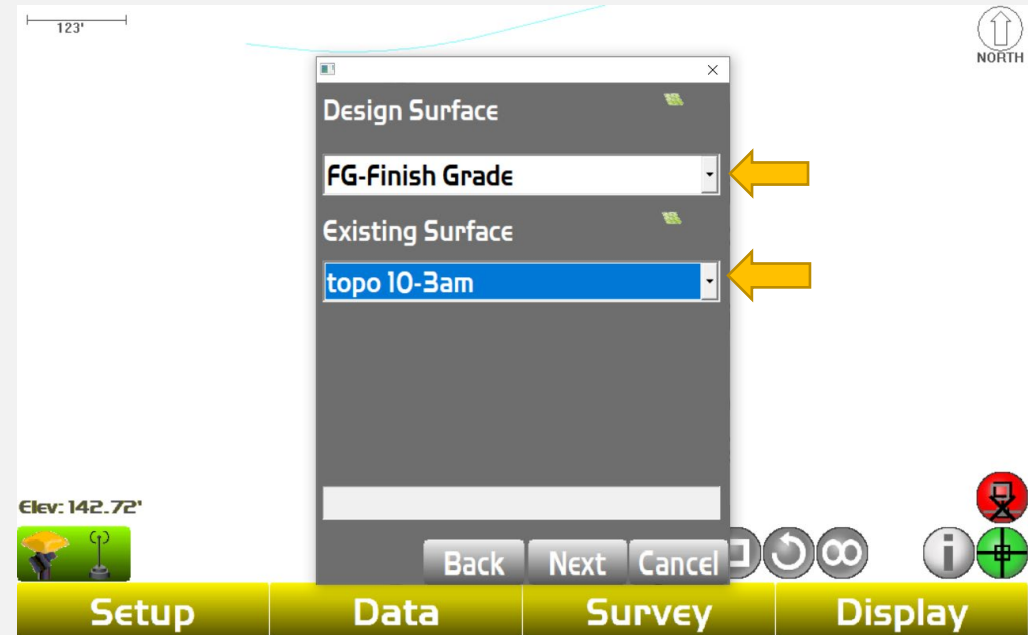 123'
NORTH
Design Surface
FG-Finish Grade
Existing Surface
topo 10-3am
Elev: 142.72'
Back Next Cancel
Setup Data Survey Display